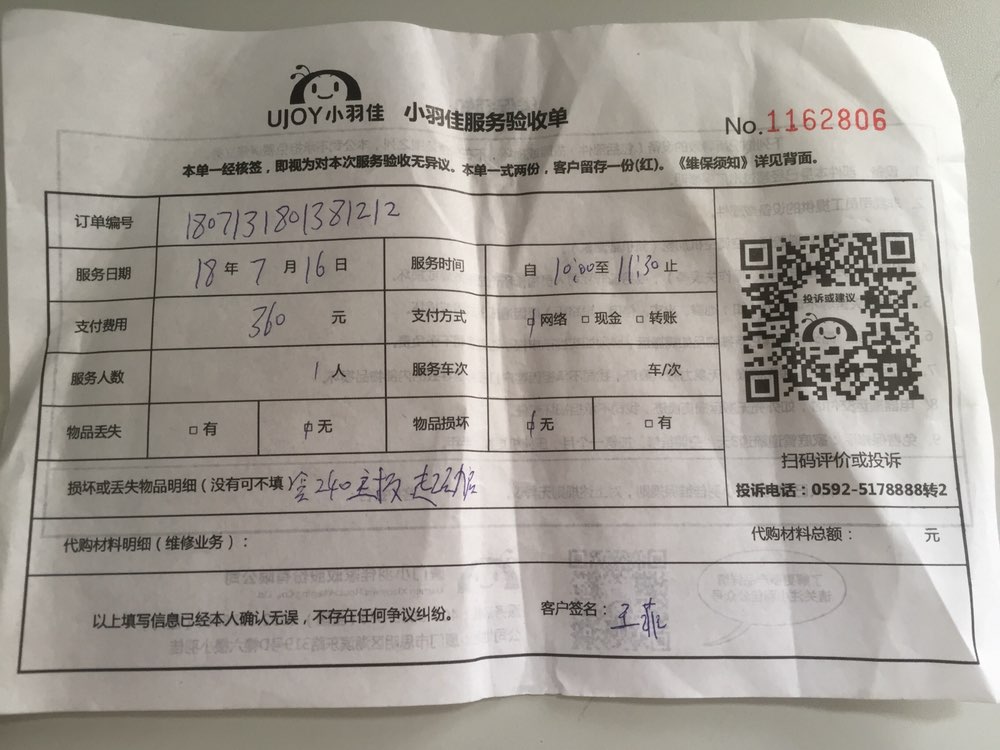 UJOY小羽佳 小羽佳服务验收单 No.1162806
本单一经核签，即视为对本次服务验收无异议。本单一式两份，客户留存一份(红)。《维保须知》详见背面。
订单编号 1807131801381212
服务日期 18 年 7 月 16 日 服务时间 自 10:00 至 11:30 止
支付费用 360 元 支付方式 □网络 □现金 □转账
服务人数 1 人 服务车次 车/次
物品丢失 □有 □无 物品损坏 □无 □有
损坏或丢失物品明细（没有可不填） 240主板
代购材料明细（维修业务）： 代购材料总额： 元
以上填写信息已经本人确认无误，不存在任何争议纠纷。 客户签名： 王菲
投诉或建议
扫码评价或投诉
投诉电话：0592-5178888转2